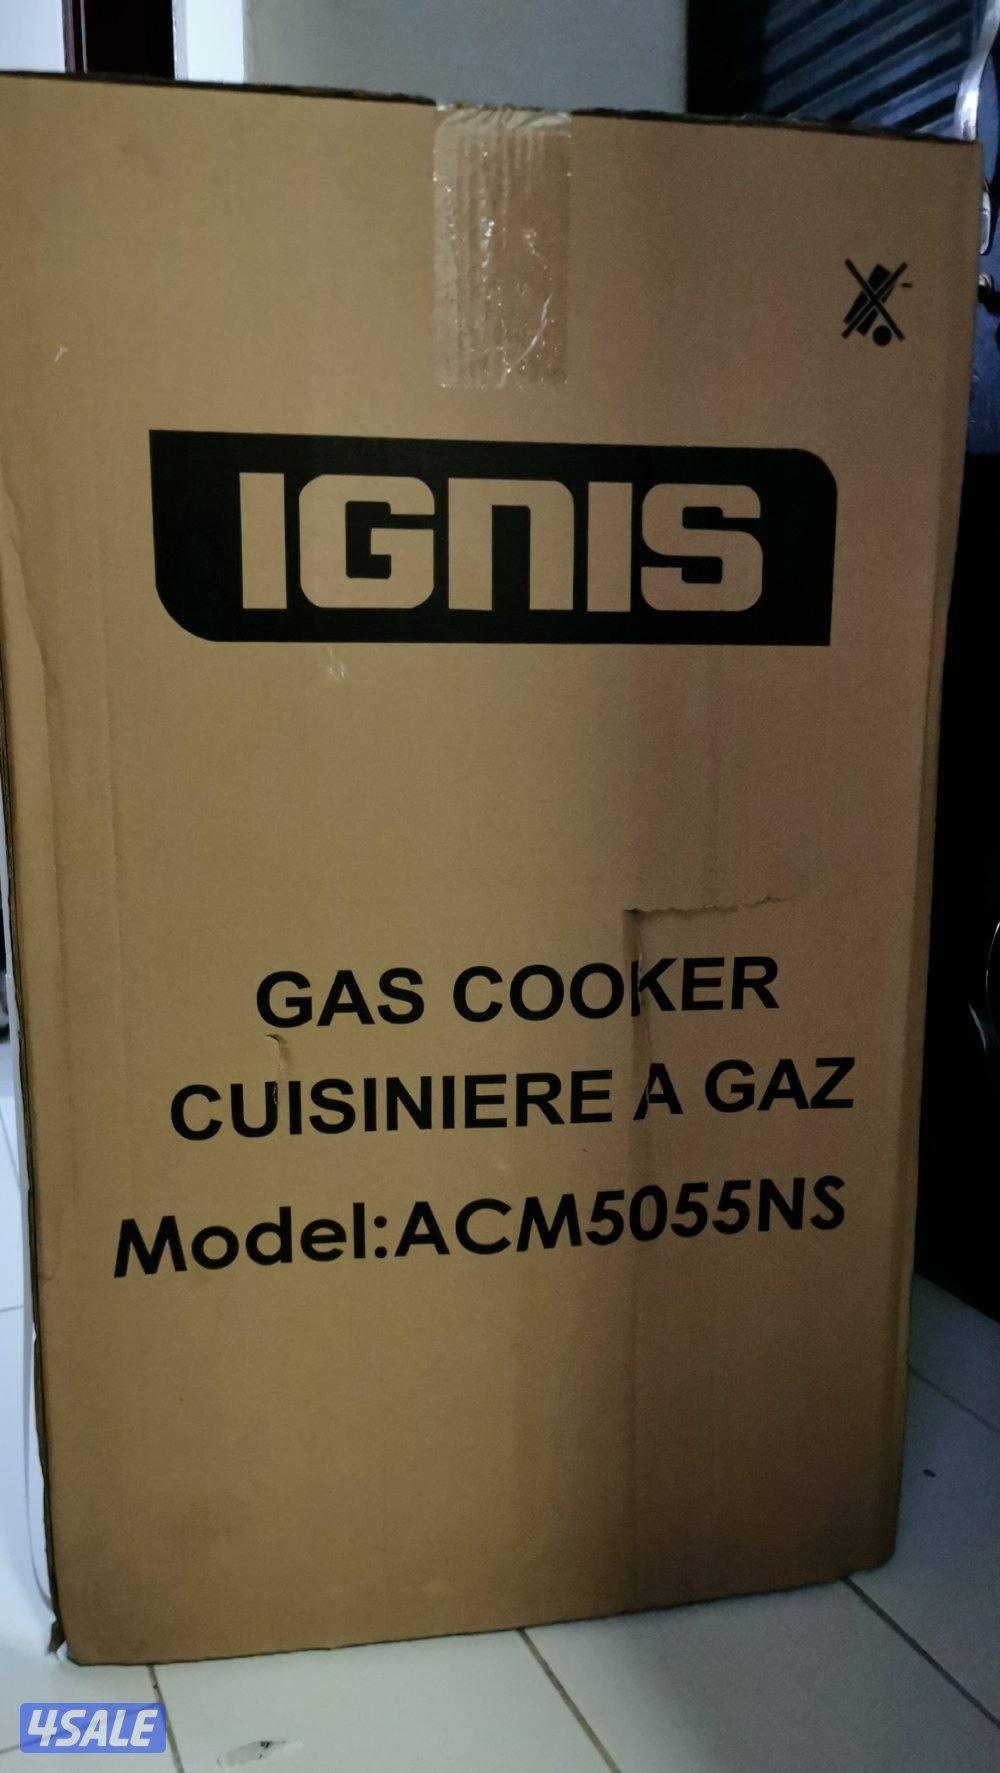 IGNIS
GAS COOKER
CUISINIERE A GAZ
Model:ACM5055NS
4SALE